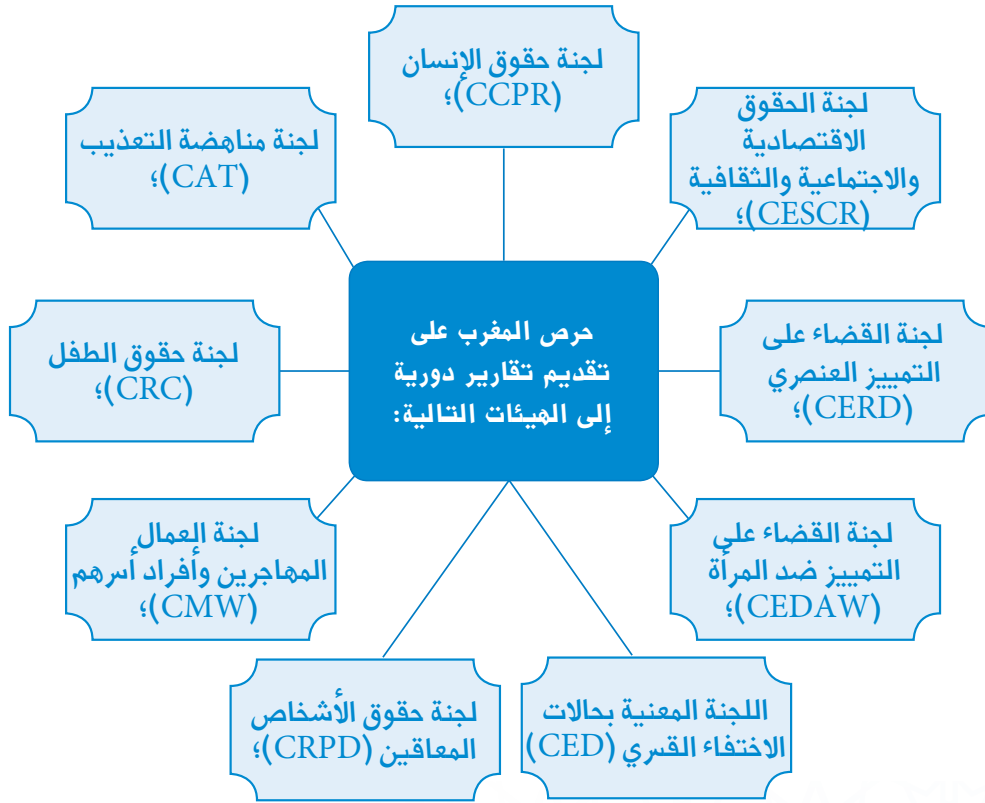 حرص المغرب على
تقديم تقارير دورية
إلى الهيئات التالية:
لجنة حقوق الإنسان
(CCPR)؛
لجنة الحقوق
الاقتصادية
والاجتماعية والثقافية
(CESCR)؛
لجنة القضاء على
التمييز العنصري
(CERD)؛
لجنة القضاء على
التمييز ضد المرأة
(CEDAW)؛
اللجنة المعنية بحالات
الاختفاء القسري (CED)
لجنة حقوق الأشخاص
المعاقين (CRPD)؛
لجنة العمال
المهاجرين وأفراد أسرهم
(CMW)؛
لجنة حقوق الطفل
(CRC)؛
لجنة مناهضة التعذيب
(CAT)؛